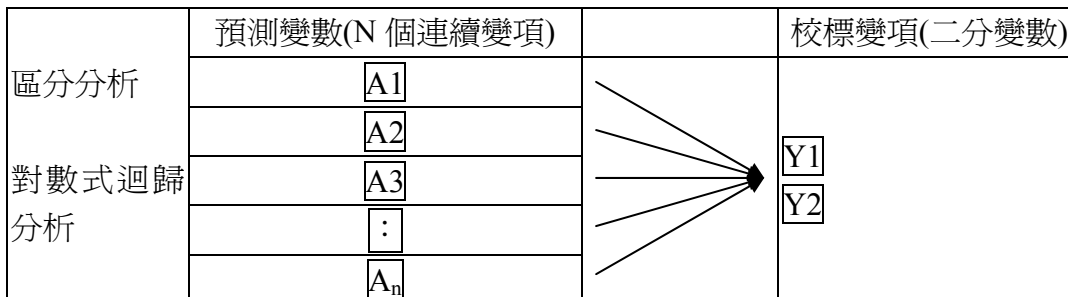 預測變數(N 個連續變項)
校標變項(二分變數)
區分分析
對數式迴歸
分析
A1
A2
A3
：
An
Y1
Y2